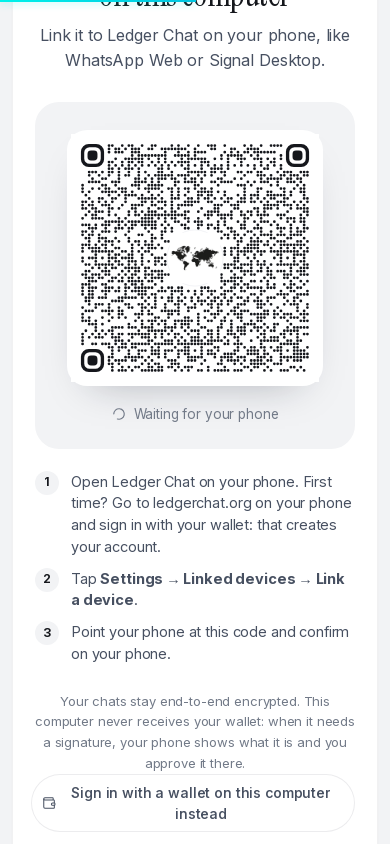 on this computer
Link it to Ledger Chat on your phone, like
WhatsApp Web or Signal Desktop.
Waiting for your phone
1 Open Ledger Chat on your phone. First
time? Go to ledgerchat.org on your phone
and sign in with your wallet: that creates
your account.
2 Tap Settings → Linked devices → Link
a device.
3 Point your phone at this code and confirm
on your phone.
Your chats stay end-to-end encrypted. This
computer never receives your wallet: when it needs
a signature, your phone shows what it is and you
approve it there.
Sign in with a wallet on this computer
instead